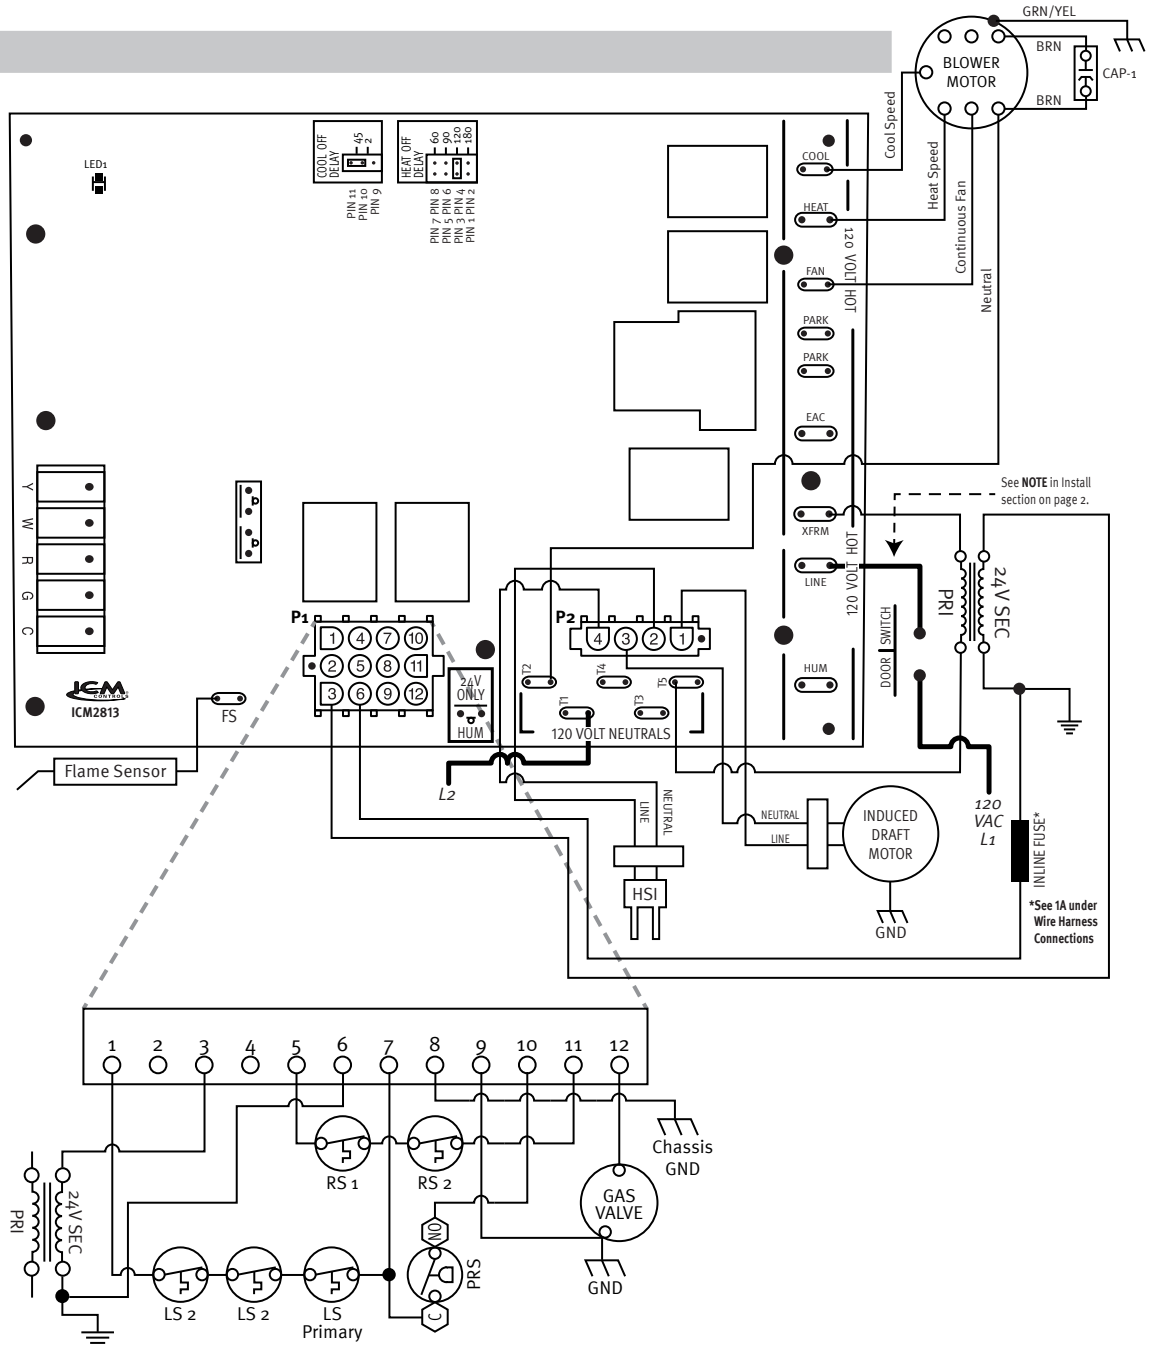 GRN/YEL
BRN
BLOWER
MOTOR
CAP-1
BRN
Cool Speed
Heat Speed
Continuous Fan
Neutral
LED1
COOL OFF
DELAY
45
2
PIN 11
PIN 10
PIN 9
HEAT OFF
DELAY
60
90
120
180
PIN 7 PIN 8
PIN 5 PIN 6
PIN 3 PIN 4
PIN 1 PIN 2
COOL
HEAT
120 VOLT HOT
FAN
PARK
PARK
EAC
XFRM
LINE
120 VOLT HOT
HUM
See NOTE in Install
section on page 2.
PRI
24V SEC
DOOR SWITCH
Y
W
R
G
C
ICM
CONTROLS
ICM2813
P1
1 4 7 10
2 5 8 11
3 6 9 12
P2
4 3 2 1
24V
ONLY
HUM
T2
T4
T5
T1
T3
120 VOLT NEUTRALS
FS
Flame Sensor
L2
LINE
NEUTRAL
HSI
NEUTRAL
LINE
INDUCED
DRAFT
MOTOR
GND
120
VAC
L1
INLINE FUSE*
*See 1A under
Wire Harness
Connections
1 2 3 4 5 6 7 8 9 10 11 12
RS 1
RS 2
Chassis
GND
GAS
VALVE
GND
PRI
24V SEC
LS 2
LS 2
LS
Primary
NO
PRS
C